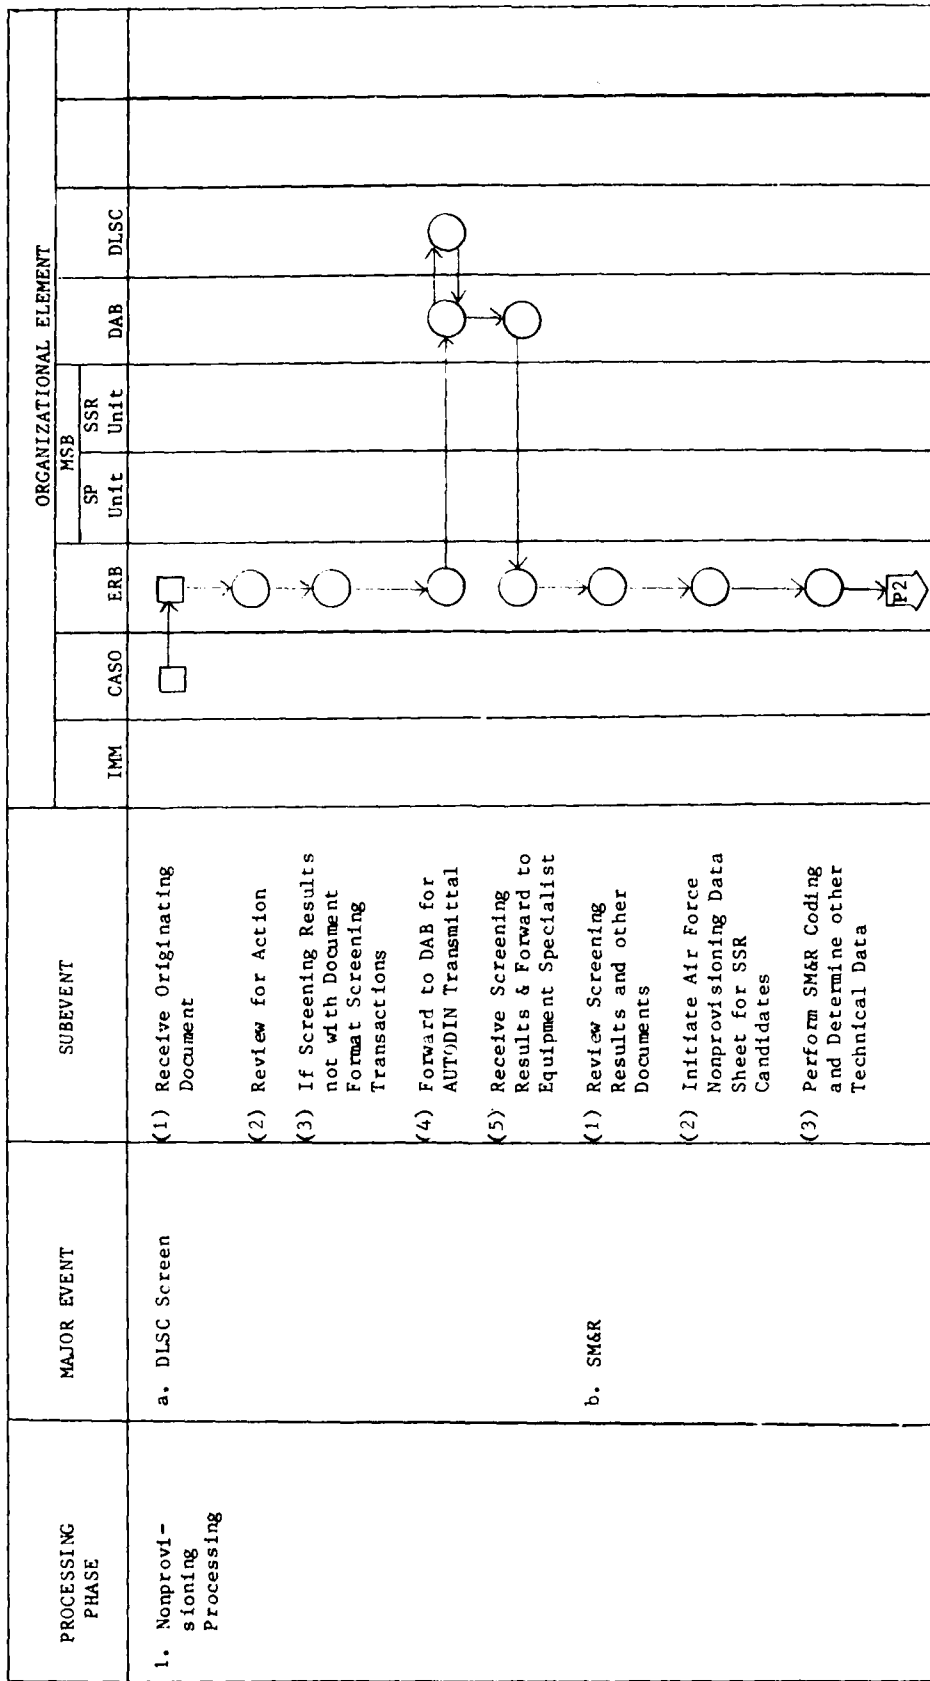 ORGANIZATIONAL ELEMENT
PROCESSING
PHASE
MAJOR EVENT
SUBEVENT
MSB
IMM
CASO
ERB
SP
Unit
SSR
Unit
DAB
DLSC
1. Nonprovi-
sioning
Processing
a. DLSC Screen
(1) Receive Originating
Document
(2) Review for Action
(3) If Screening Results
not with Document
Format Screening
Transactions
(4) Forward to DAB for
AUTODIN Transmittal
(5) Receive Screening
Results & Forward to
Equipment Specialist
b. SM&R
(1) Review Screening
Results and other
Documents
(2) Initiate Air Force
Nonprovisioning Data
Sheet for SSR
Candidates
(3) Perform SM&R Coding
and Determine other
Technical Data
P2